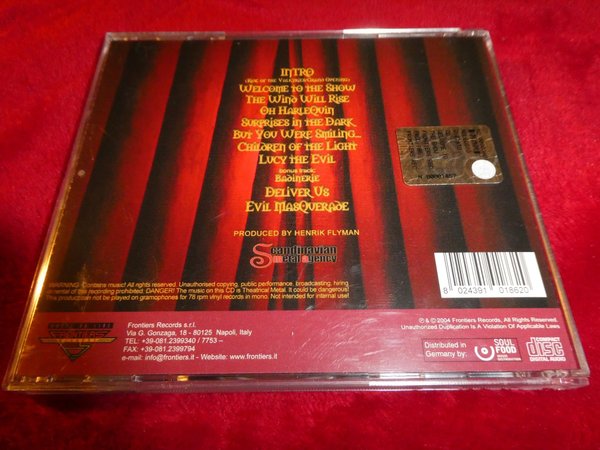 INTRO
(Ride of the Valkyries/Grand Opening)
Welcome to the Show
The Wind Will Rise
Oh Harlequin
Surprises in the Dark
But You Were Smiling...
Children of the Light
Lucy the Evil
bonus track:
Badinerie
Deliver Us
Evil Masquerade
PRODUCED BY HENRIK FLYMAN
Scandinavian
Metal Agency
WARNING: Contains music! All rights reserved. Unauthorised copying, public performance, broadcasting, hiring
or rental of this recording prohibited. DANGER! The music on this CD is Theatrical Metal. It could be dangerous!
This production can not be played on gramophones for 78 rpm vinyl records in mono. Not intended for internal use!
8 024391 018620
FRONTIERS
Frontiers Records s.r.l.
Via G. Gonzaga, 18 - 80125 Napoli, Italy
TEL: +39-081.2399340 / 7753 –
FAX: +39-081.2399794
e-mail: info@frontiers.it - Website: www.frontiers.it
℗ & © 2004 Frontiers Records. All Rights Reserved.
Unauthorized Duplication Is A Violation Of Applicable Laws
Distributed in
Germany by:
SOUL
FOOD
COMPACT
disc
DIGITAL AUDIO